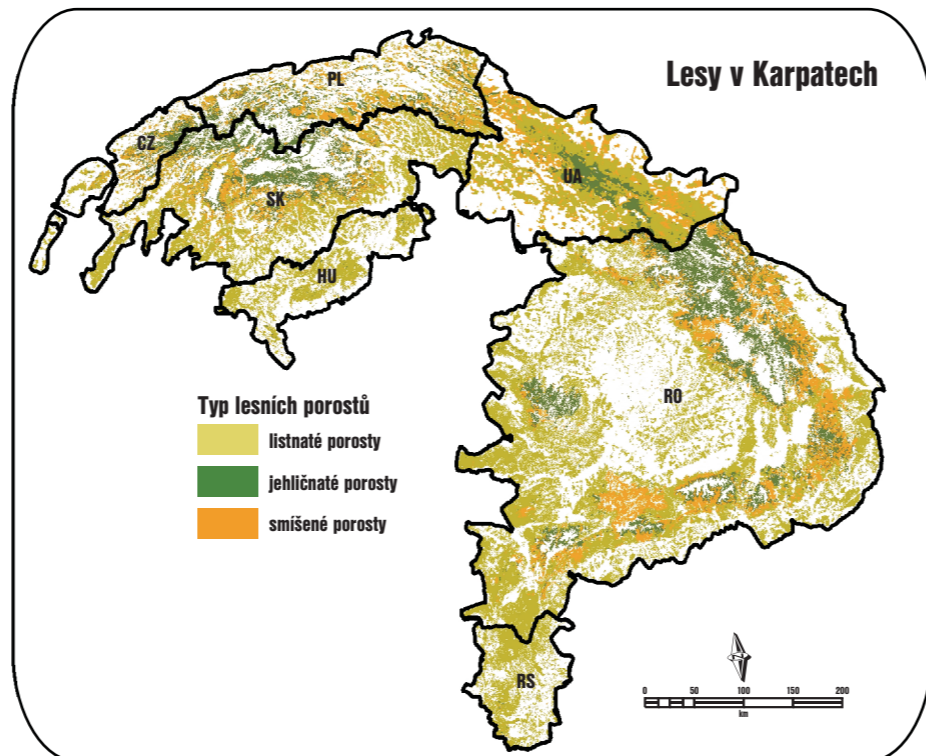 Lesy v Karpatech
PL
CZ
UA
SK
HU
RO
Typ lesních porostů
listnaté porosty
jehličnaté porosty
smíšené porosty
RS
0 50 100 150 200
km